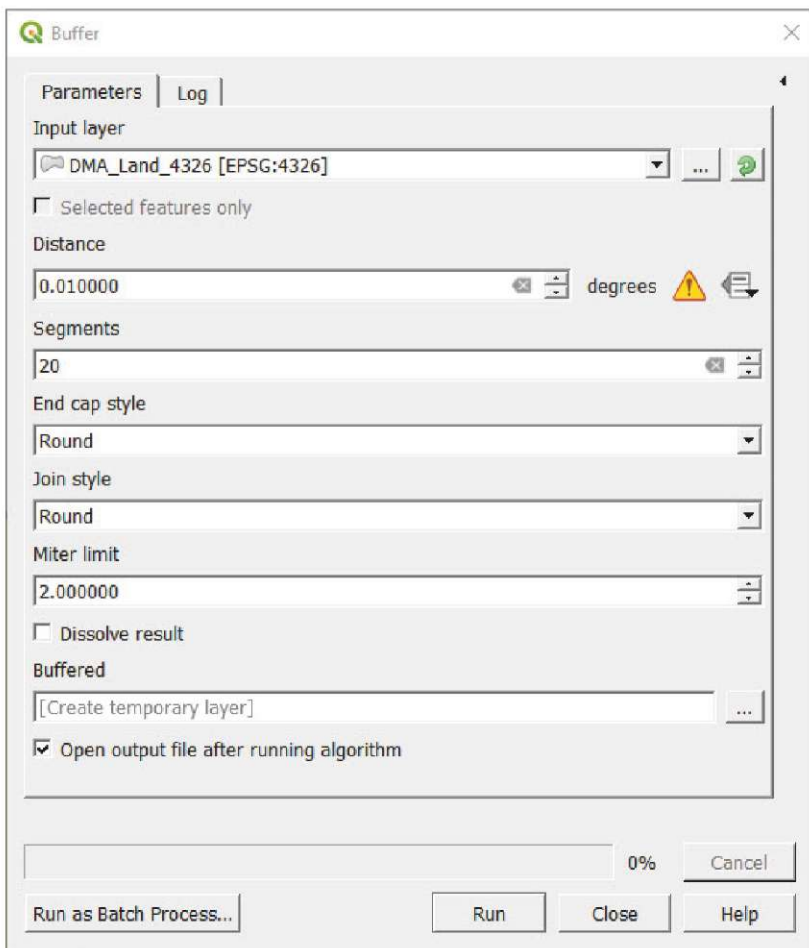 Buffer
Parameters
Log
Input layer
DMA_Land_4326 [EPSG:4326]
...
Selected features only
Distance
0.010000
degrees
Segments
20
End cap style
Round
Join style
Round
Miter limit
2.000000
Dissolve result
Buffered
[Create temporary layer]
...
Open output file after running algorithm
0%
Cancel
Run as Batch Process...
Run
Close
Help